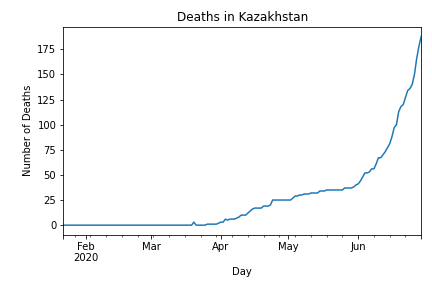 Deaths in Kazakhstan
Number of Deaths
175
150
125
100
75
50
25
0
Feb
2020
Mar
Apr
May
Jun
Day